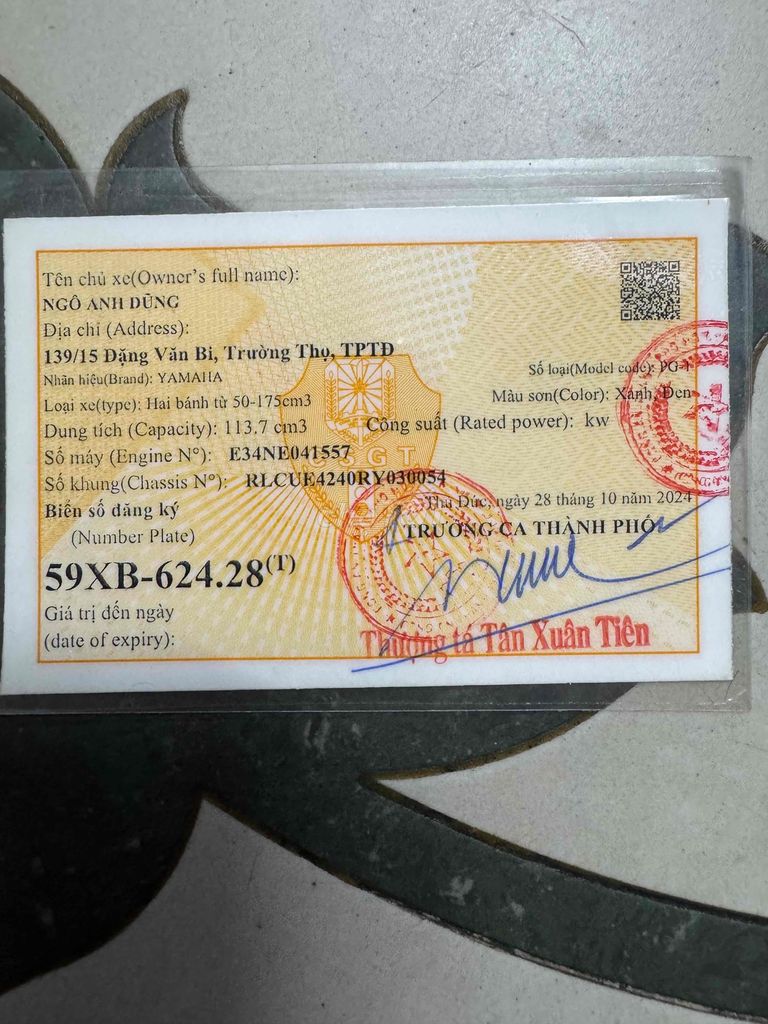 Tên chủ xe(Owner's full name):
NGÔ ANH DŨNG
Địa chỉ (Address):
139/15 Dặng Văn Bi, Trường Thọ, TPTĐ
Nhãn hiệu(Brand): YAMAHA
Số loại(Model code): PG-1
Loại xe(type): Hai bánh từ 50-175cm3
Màu sơn(Color): Xanh, Đen
Dung tích (Capacity): 113.7 cm3
Công suất (Rated power): kw
Số máy (Engine N°): E34NE041557
Số khung(Chassis N°): RLCUE4240RY030054
Biển số đăng ký
Thủ Đức, ngày 28 tháng 10 năm 2024
(Number Plate)
TRƯỞNG CA THÀNH PHỐ
59XB-624.28(T)
Giá trị đến ngày
(date of expiry):
Thượng tá Tân Xuân Tiên
CSGT